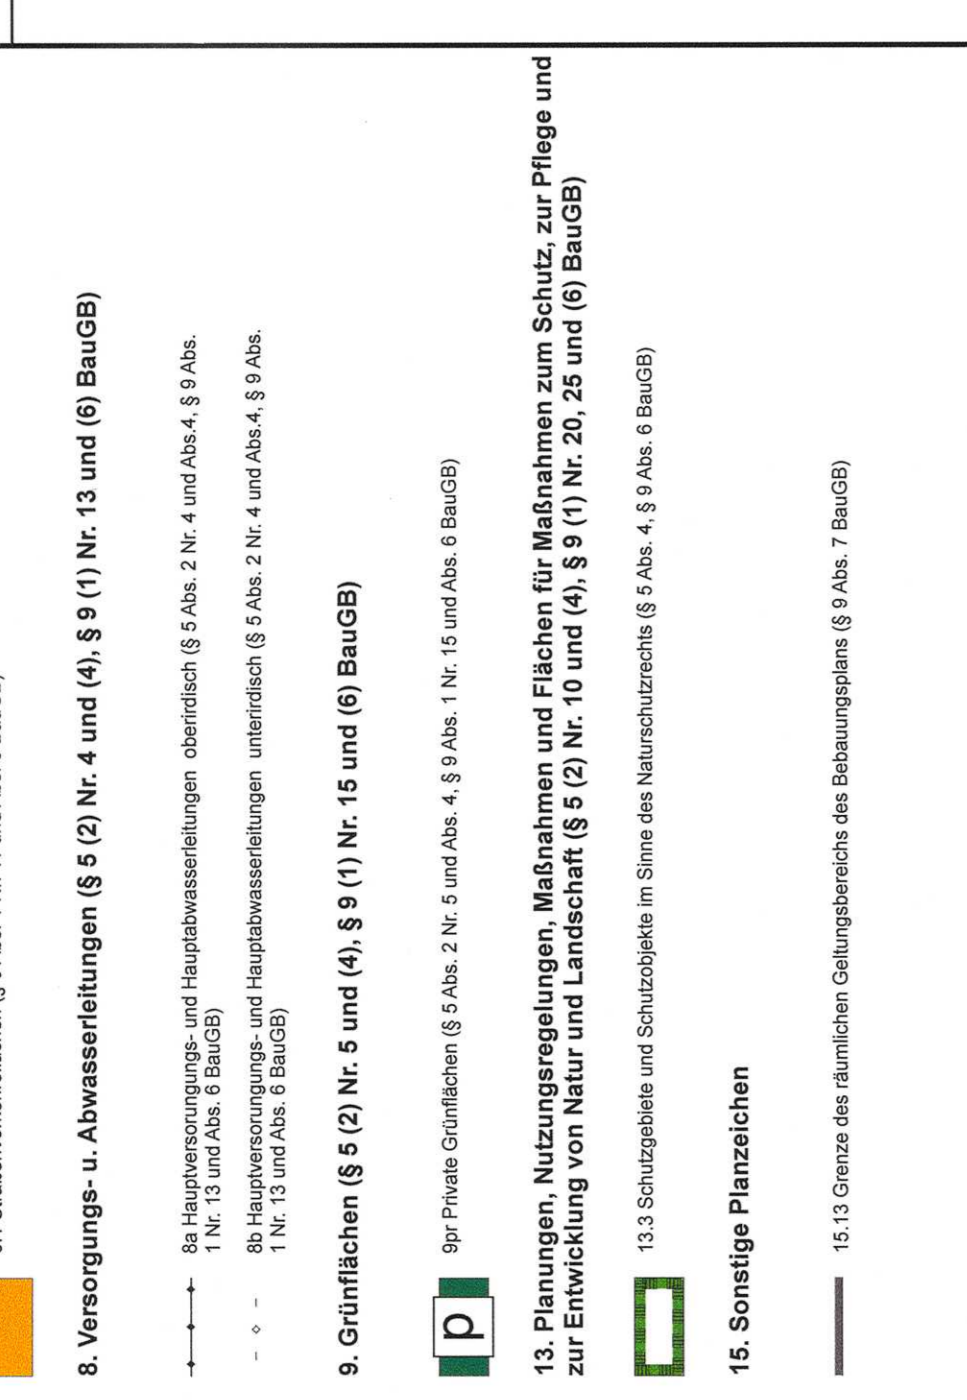 8. Versorgungs- u. Abwasserleitungen (§ 5 (2) Nr. 4 und (4), § 9 (1) Nr. 13 und (6) BauGB)
8a Hauptversorungungs- und Hauptabwasserleitungen oberirdisch (§ 5 Abs. 2 Nr. 4 und Abs.4, § 9 Abs.
1 Nr. 13 und Abs. 6 BauGB)
8b Hauptversorungungs- und Hauptabwasserleitungen unterirdisch (§ 5 Abs. 2 Nr. 4 und Abs.4, § 9 Abs.
1 Nr. 13 und Abs. 6 BauGB)
9. Grünflächen (§ 5 (2) Nr. 5 und (4), § 9 (1) Nr. 15 und (6) BauGB)
p
9pr Private Grünflächen (§ 5 Abs. 2 Nr. 5 und Abs. 4, § 9 Abs. 1 Nr. 15 und Abs. 6 BauGB)
13. Planungen, Nutzungsregelungen, Maßnahmen und Flächen für Maßnahmen zum Schutz, zur Pflege und
zur Entwicklung von Natur und Landschaft (§ 5 (2) Nr. 10 und (4), § 9 (1) Nr. 20, 25 und (6) BauGB)
13.3 Schutzgebiete und Schutzobjekte im Sinne des Naturschutzrechts (§ 5 Abs. 4, § 9 Abs. 6 BauGB)
15. Sonstige Planzeichen
15.13 Grenze des räumlichen Geltungsbereichs des Bebauungsplans (§ 9 Abs. 7 BauGB)